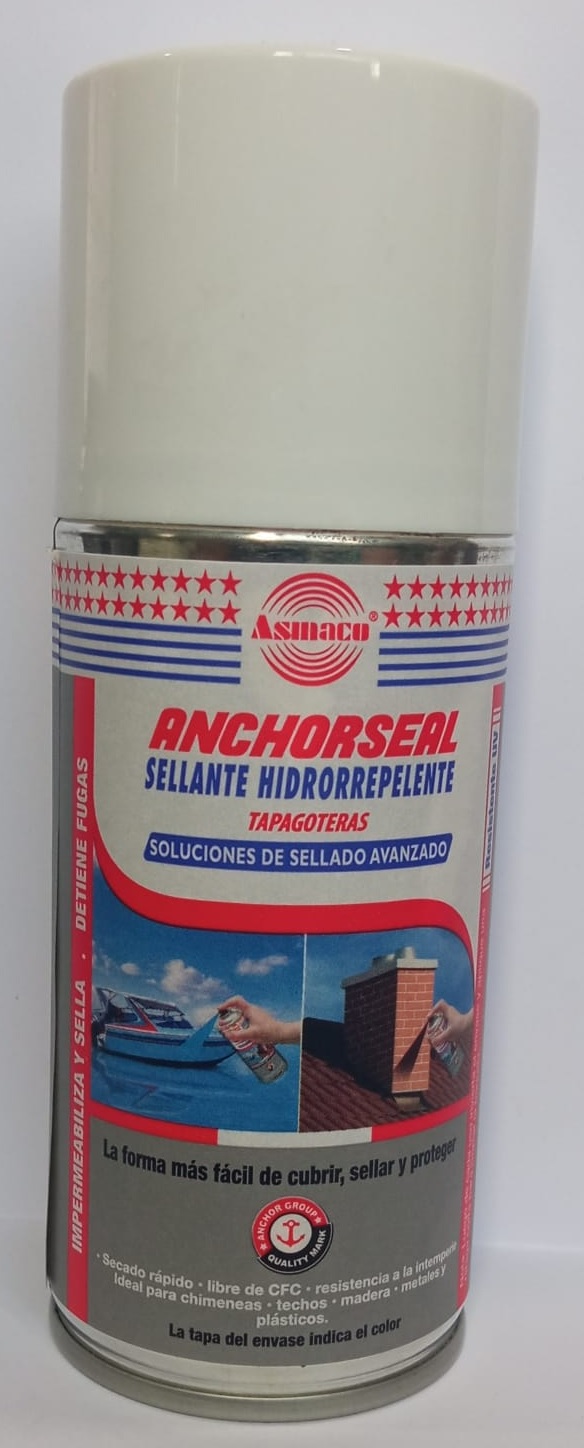 Asmaco®
ANCHORSEAL
SELLANTE HIDRORREPELENTE
TAPAGOTERAS
SOLUCIONES DE SELLADO AVANZADO
IMPERMEABILIZA Y SELLA · DETIENE FUGAS
Resistente UV
La forma más fácil de cubrir, sellar y proteger
ANCHOR GROUP
QUALITY MARK
· Secado rápido · libre de CFC · resistencia a la intemperie
Ideal para chimeneas · techos · madera · metales y
plásticos.
La tapa del envase indica el color